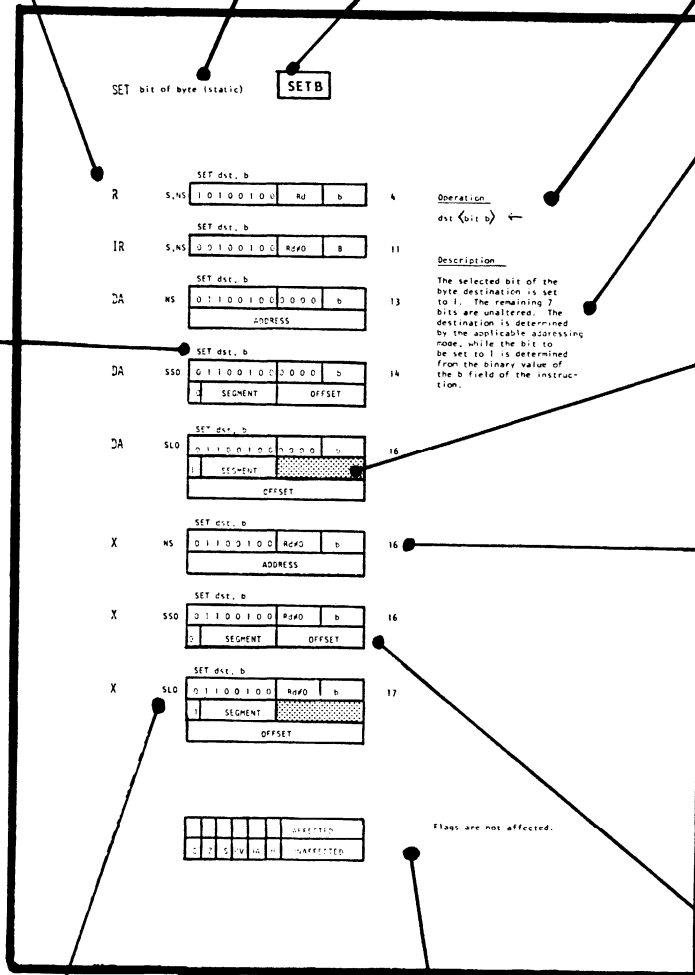 SET bit of byte (static) SETB
SET dst, b
R S,NS 1 0 1 0 0 1 0 0 Rd b 4
Operation
dst ⟨bit b⟩ ←
SET dst, b
IR S,NS 0 0 1 0 0 1 0 0 Rd≠0 B 11
Description
The selected bit of the
byte destination is set
to 1. The remaining 7
bits are unaltered. The
destination is determined
by the applicable addressing
mode, while the bit to
be set to 1 is determined
from the binary value of
the b field of the instruc-
tion.
SET dst, b
DA NS 0 1 1 0 0 1 0 0 0 0 0 0 b 13
ADDRESS
SET dst, b
DA SSO 0 1 1 0 0 1 0 0 0 0 0 0 b 14
0 SEGMENT OFFSET
SET dst, b
DA SLO 0 1 1 0 0 1 0 0 0 0 0 0 b 16
1 SEGMENT
OFFSET
SET dst, b
X NS 0 1 1 0 0 1 0 0 Rd≠0 b 16
ADDRESS
SET dst, b
X SSO 0 1 1 0 0 1 0 0 Rd≠0 b 16
0 SEGMENT OFFSET
SET dst, b
X SLO 0 1 1 0 0 1 0 0 Rd≠0 b 17
1 SEGMENT
OFFSET
AFFECTED
C Z S PV DA H UNAFFECTED
Flags are not affected.